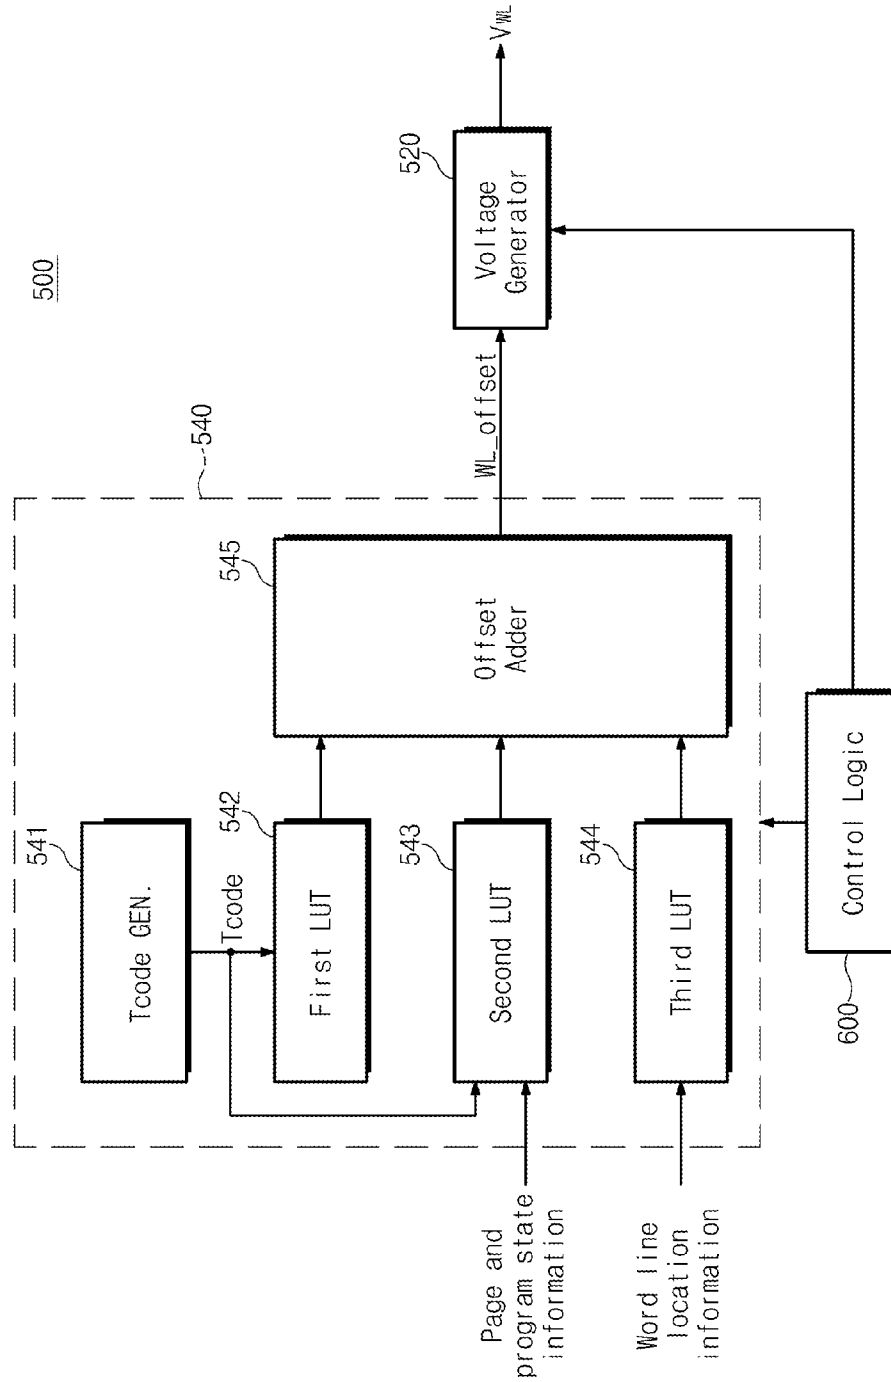 500
540
541
Tcode GEN.
Tcode
542
First LUT
545
Offset
Adder
WL_offset
520
Voltage
Generator
VWL
Page and
program state
information
543
Second LUT
Word line
location
information
544
Third LUT
600
Control Logic